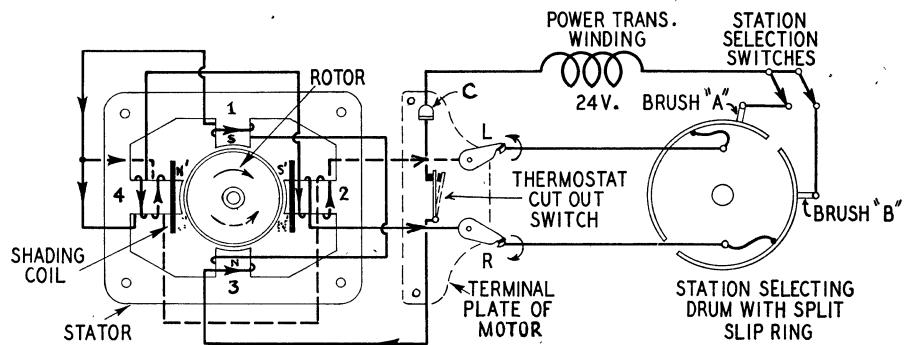 POWER TRANS.
WINDING
24V.
STATION
SELECTION
SWITCHES
ROTOR
C
BRUSH "A"
1
S
L
N'
S'
4
2
THERMOSTAT
CUT OUT
SWITCH
BRUSH "B"
SHADING
COIL
N
3
R
STATOR
TERMINAL
PLATE OF
MOTOR
STATION SELECTING
DRUM WITH SPLIT
SLIP RING